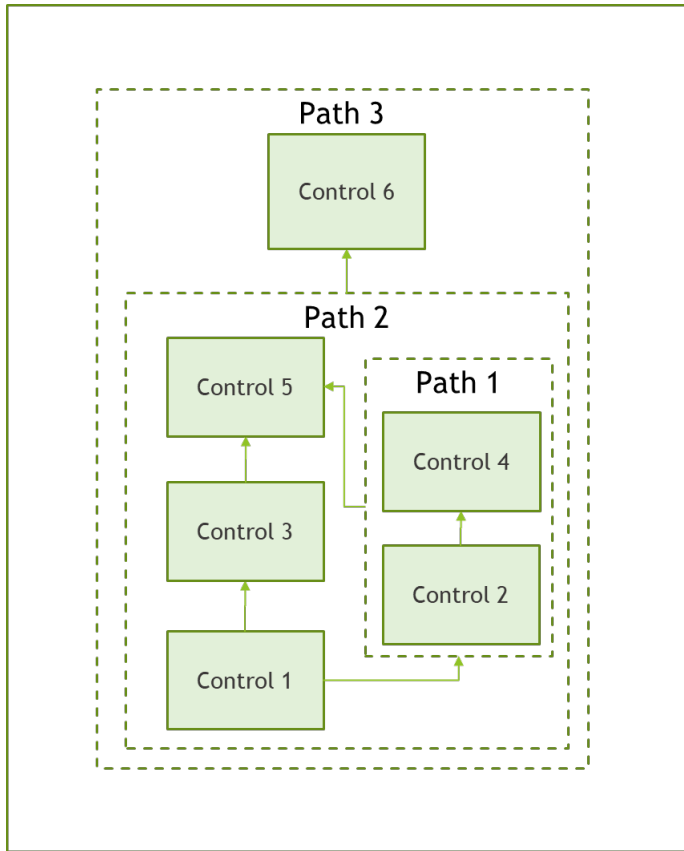 Path 3
Control 6
Path 2
Control 5
Path 1
Control 4
Control 3
Control 2
Control 1